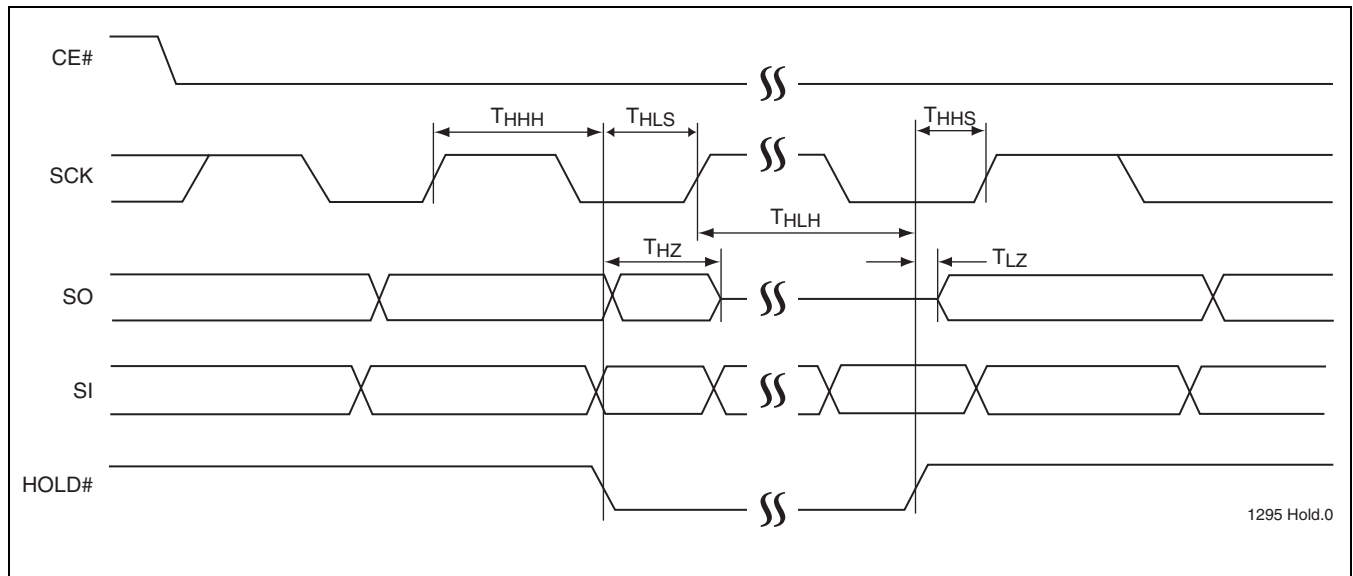 CE#
THHH
THLS
THHS
SCK
THLH
THZ
TLZ
SO
SI
HOLD#
1295 Hold.0